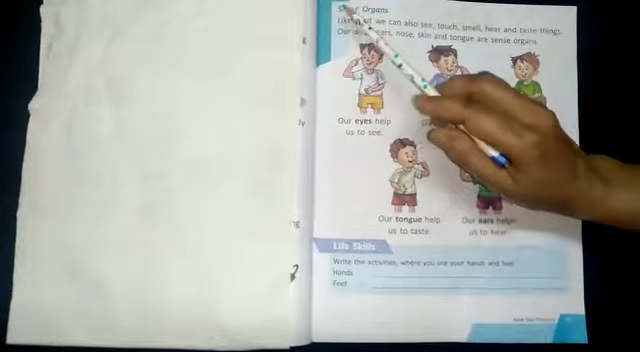 Organs
we can also see, touch, smell, hear and taste things.
Our ears, nose, skin and tongue are sense organs.
Our eyes help
us to see.
Our tongue help
us to taste.
Our ears help
us to hear.
Life Skills
Write the activities, where you use your hands and feet
Hands
Feet